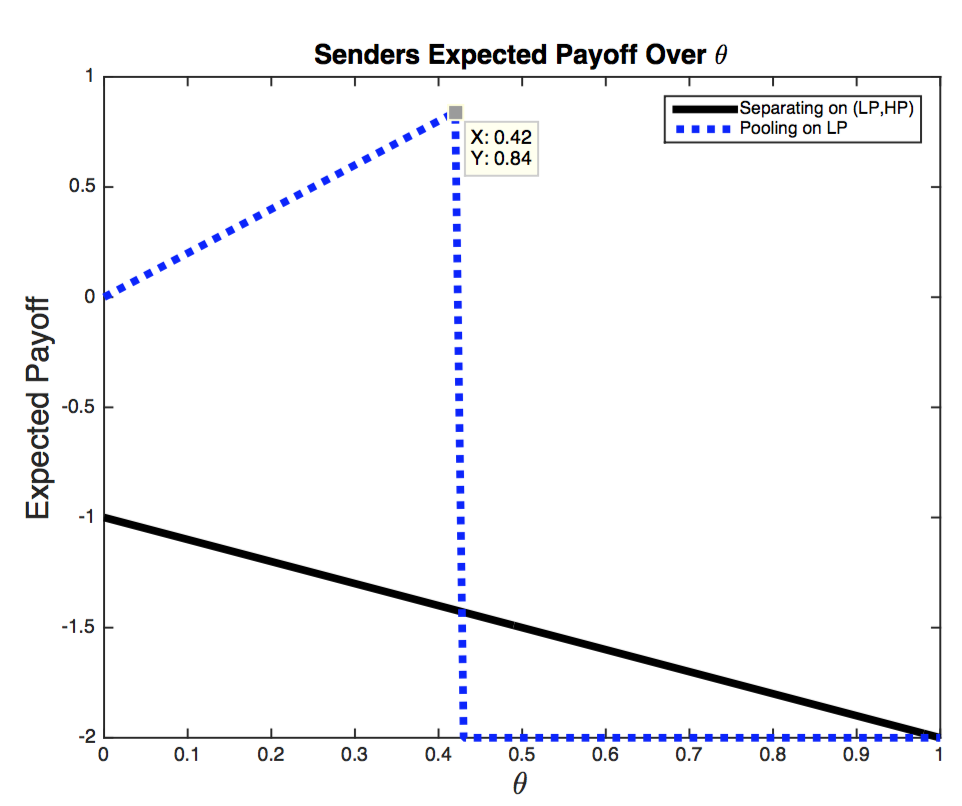 Senders Expected Payoff Over θ
Separating on (LP,HP)
Pooling on LP
X: 0.42
Y: 0.84
Expected Payoff
1
0.5
0
-0.5
-1
-1.5
-2
0 0.1 0.2 0.3 0.4 0.5 0.6 0.7 0.8 0.9 1
θ